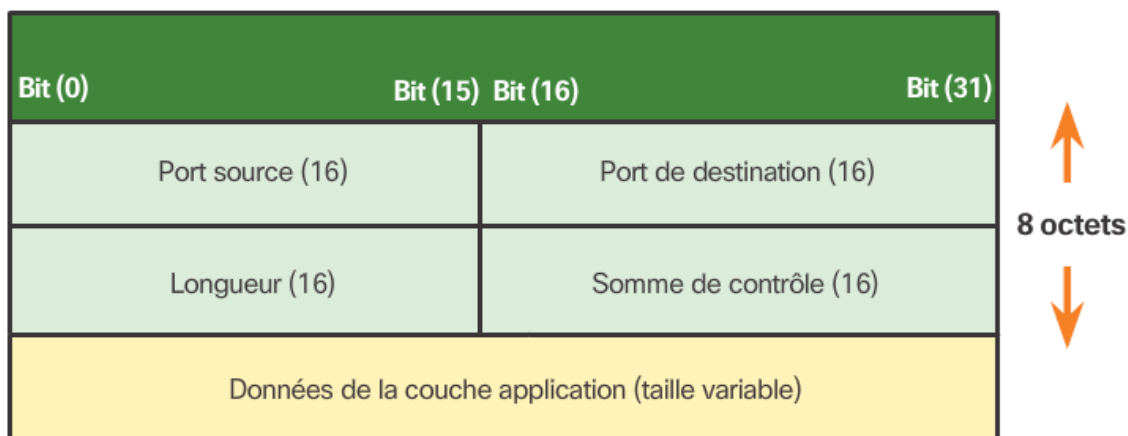 Bit (0) Bit (15) Bit (16) Bit (31)
Port source (16) Port de destination (16)
8 octets
Longueur (16) Somme de contrôle (16)
Données de la couche application (taille variable)